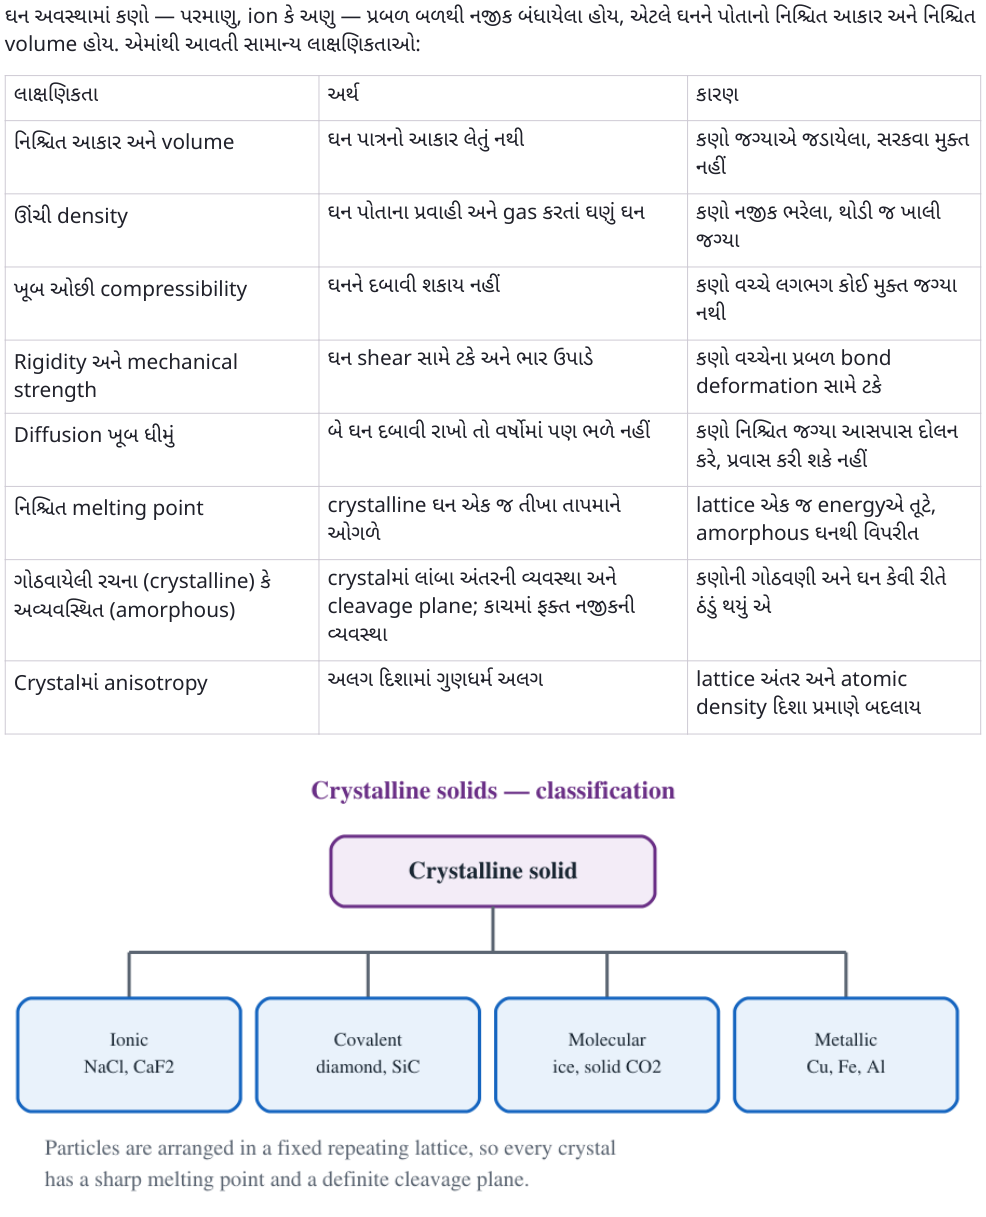 ઘન અવસ્થામાં કણો — પરમાણુ, ion કે અણુ — પ્રબળ બળથી નજીક બંધાયેલા હોય, એટલે ઘનને પોતાનો નિશ્ચિત આકાર અને નિશ્ચિત
volume હોય. એમાંથી આવતી સામાન્ય લાક્ષણિકતાઓ:
લાક્ષણિકતા
અર્થ
કારણ
નિશ્ચિત આકાર અને volume
ઘન પાત્રનો આકાર લેતું નથી
કણો જગ્યાએ જડાયેલા, સરકવા મુક્ત
નહીં
ઊંચી density
ઘન પોતાના પ્રવાહી અને gas કરતાં ઘણું ઘન
કણો નજીક ભરેલા, થોડી જ ખાલી
જગ્યા
ખૂબ ઓછી compressibility
ઘનને દબાવી શકાય નહીં
કણો વચ્ચે લગભગ કોઈ મુક્ત જગ્યા
નથી
Rigidity અને mechanical
strength
ઘન shear સામે ટકે અને ભાર ઉપાડે
કણો વચ્ચેના પ્રબળ bond
deformation સામે ટકે
Diffusion ખૂબ ધીમું
બે ઘન દબાવી રાખો તો વર્ષોમાં પણ ભળે નહીં
કણો નિશ્ચિત જગ્યા આસપાસ દોલન
કરે, પ્રવાસ કરી શકે નહીં
નિશ્ચિત melting point
crystalline ઘન એક જ તીખા તાપમાને
ઓગળે
lattice એક જ energyએ તૂટે,
amorphous ઘનથી વિપરીત
ગોઠવાયેલી રચના (crystalline) કે
અવ્યવસ્થિત (amorphous)
crystalમાં લાંબા અંતરની વ્યવસ્થા અને
cleavage plane; કાચમાં ફક્ત નજીકની
વ્યવસ્થા
કણોની ગોઠવણી અને ઘન કેવી રીતે
ઠંડું થયું એ
Crystalમાં anisotropy
અલગ દિશામાં ગુણધર્મ અલગ
lattice અંતર અને atomic
density દિશા પ્રમાણે બદલાય
Crystalline solids — classification
Crystalline solid
Ionic
NaCl, CaF2
Covalent
diamond, SiC
Molecular
ice, solid CO2
Metallic
Cu, Fe, Al
Particles are arranged in a fixed repeating lattice, so every crystal
has a sharp melting point and a definite cleavage plane.